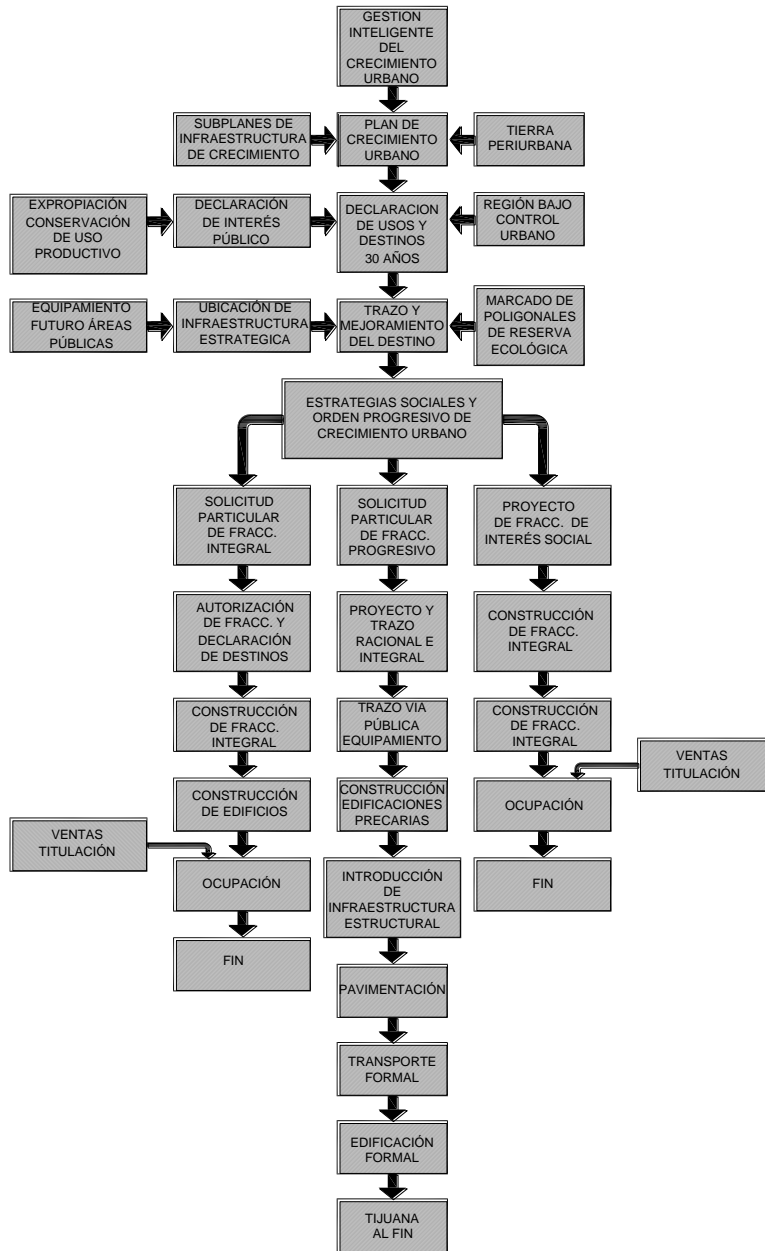 GESTION
INTELIGENTE
DEL
CRECIMIENTO
URBANO
SUBPLANES DE
INFRAESTRUCTURA
DE CRECIMIENTO
PLAN DE
CRECIMIENTO
URBANO
TIERRA
PERIURBANA
EXPROPIACIÓN
CONSERVACIÓN
DE USO
PRODUCTIVO
DECLARACIÓN
DE INTERÉS
PÚBLICO
DECLARACION
DE USOS Y
DESTINOS
30 AÑOS
REGIÓN BAJO
CONTROL
URBANO
EQUIPAMIENTO
FUTURO ÁREAS
PÚBLICAS
UBICACIÓN DE
INFRAESTRUCTURA
ESTRATEGICA
TRAZO Y
MEJORAMIENTO
DEL DESTINO
MARCADO DE
POLIGONALES
DE RESERVA
ECOLÓGICA
ESTRATEGIAS SOCIALES Y
ORDEN PROGRESIVO DE
CRECIMIENTO URBANO
SOLICITUD
PARTICULAR
DE FRACC.
INTEGRAL
SOLICITUD
PARTICULAR
DE FRACC.
PROGRESIVO
PROYECTO
DE FRACC. DE
INTERÉS SOCIAL
AUTORIZACIÓN
DE FRACC. Y
DECLARACIÓN
DE DESTINOS
PROYECTO Y
TRAZO
RACIONAL E
INTEGRAL
CONSTRUCCIÓN
DE FRACC.
INTEGRAL
CONSTRUCCIÓN
DE FRACC.
INTEGRAL
TRAZO VIA
PÚBLICA
EQUIPAMIENTO
CONSTRUCCIÓN
DE FRACC.
INTEGRAL
VENTAS
TITULACIÓN
CONSTRUCCIÓN
DE EDIFICIOS
CONSTRUCCIÓN
EDIFICACIONES
PRECARIAS
OCUPACIÓN
VENTAS
TITULACIÓN
OCUPACIÓN
INTRODUCCIÓN
DE
INFRAESTRUCTURA
ESTRUCTURAL
FIN
FIN
PAVIMENTACIÓN
TRANSPORTE
FORMAL
EDIFICACIÓN
FORMAL
TIJUANA
AL FIN